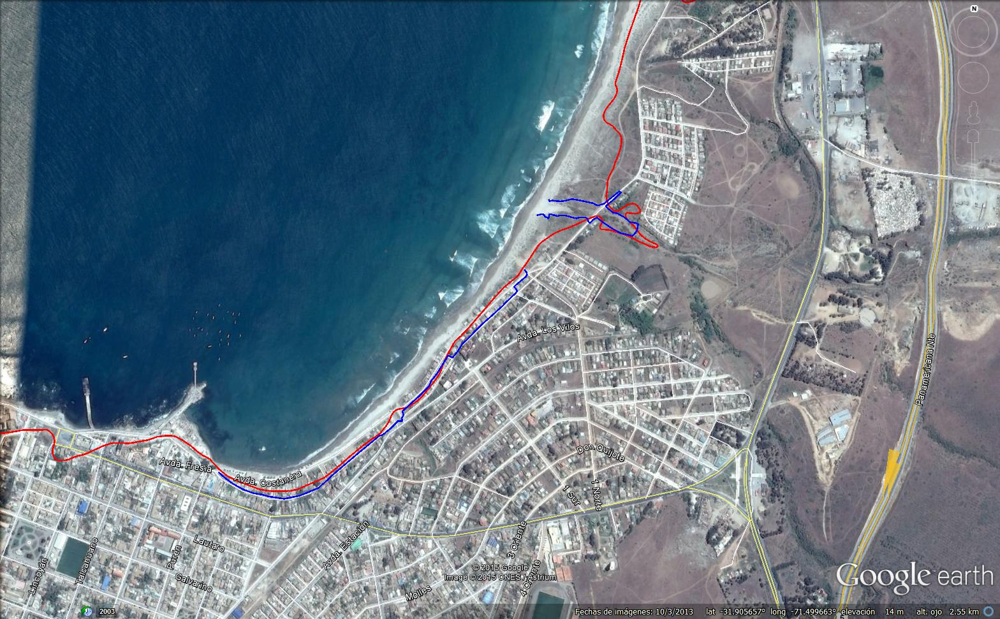 N
Avda. Los Vilos
Panamericana Nte
Don Quijote
Avda. Fresia
Avda. Costanera
1 Sur
1 Norte
Avda. Estación
3 Oriente
4 Oriente
Lautaro
Purén
Talcahuano
Lincoyán
Galvarino
Molles
© 2015 Google
Image © 2015 CNES / Astrium
Google earth
2003
Fechas de imágenes: 10/3/2013 lat -31.905657° long -71.499663° elevación 14 m alt. ojo 2.55 km